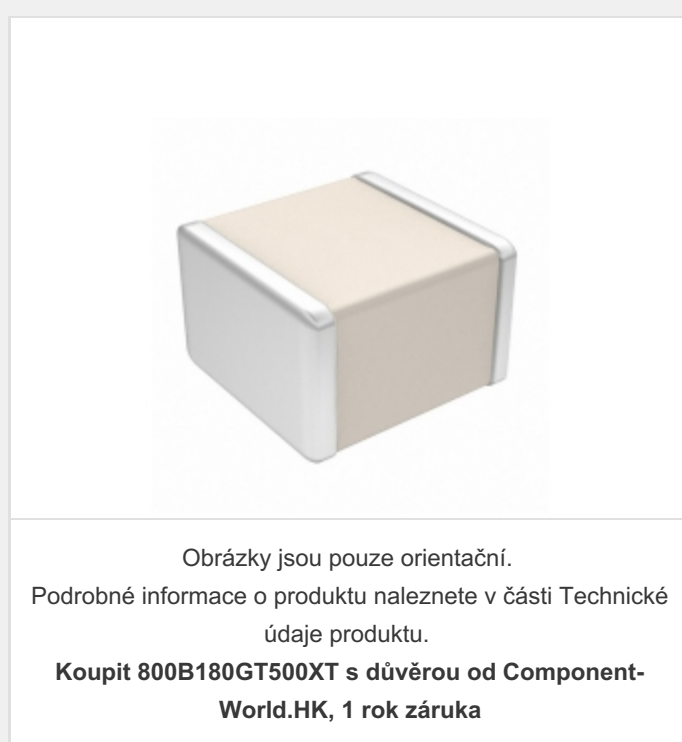 Obrázky jsou pouze orientační.
Podrobné informace o produktu naleznete v části Technické
údaje produktu.
Koupit 800B180GT500XT s důvěrou od Component-
World.HK, 1 rok záruka